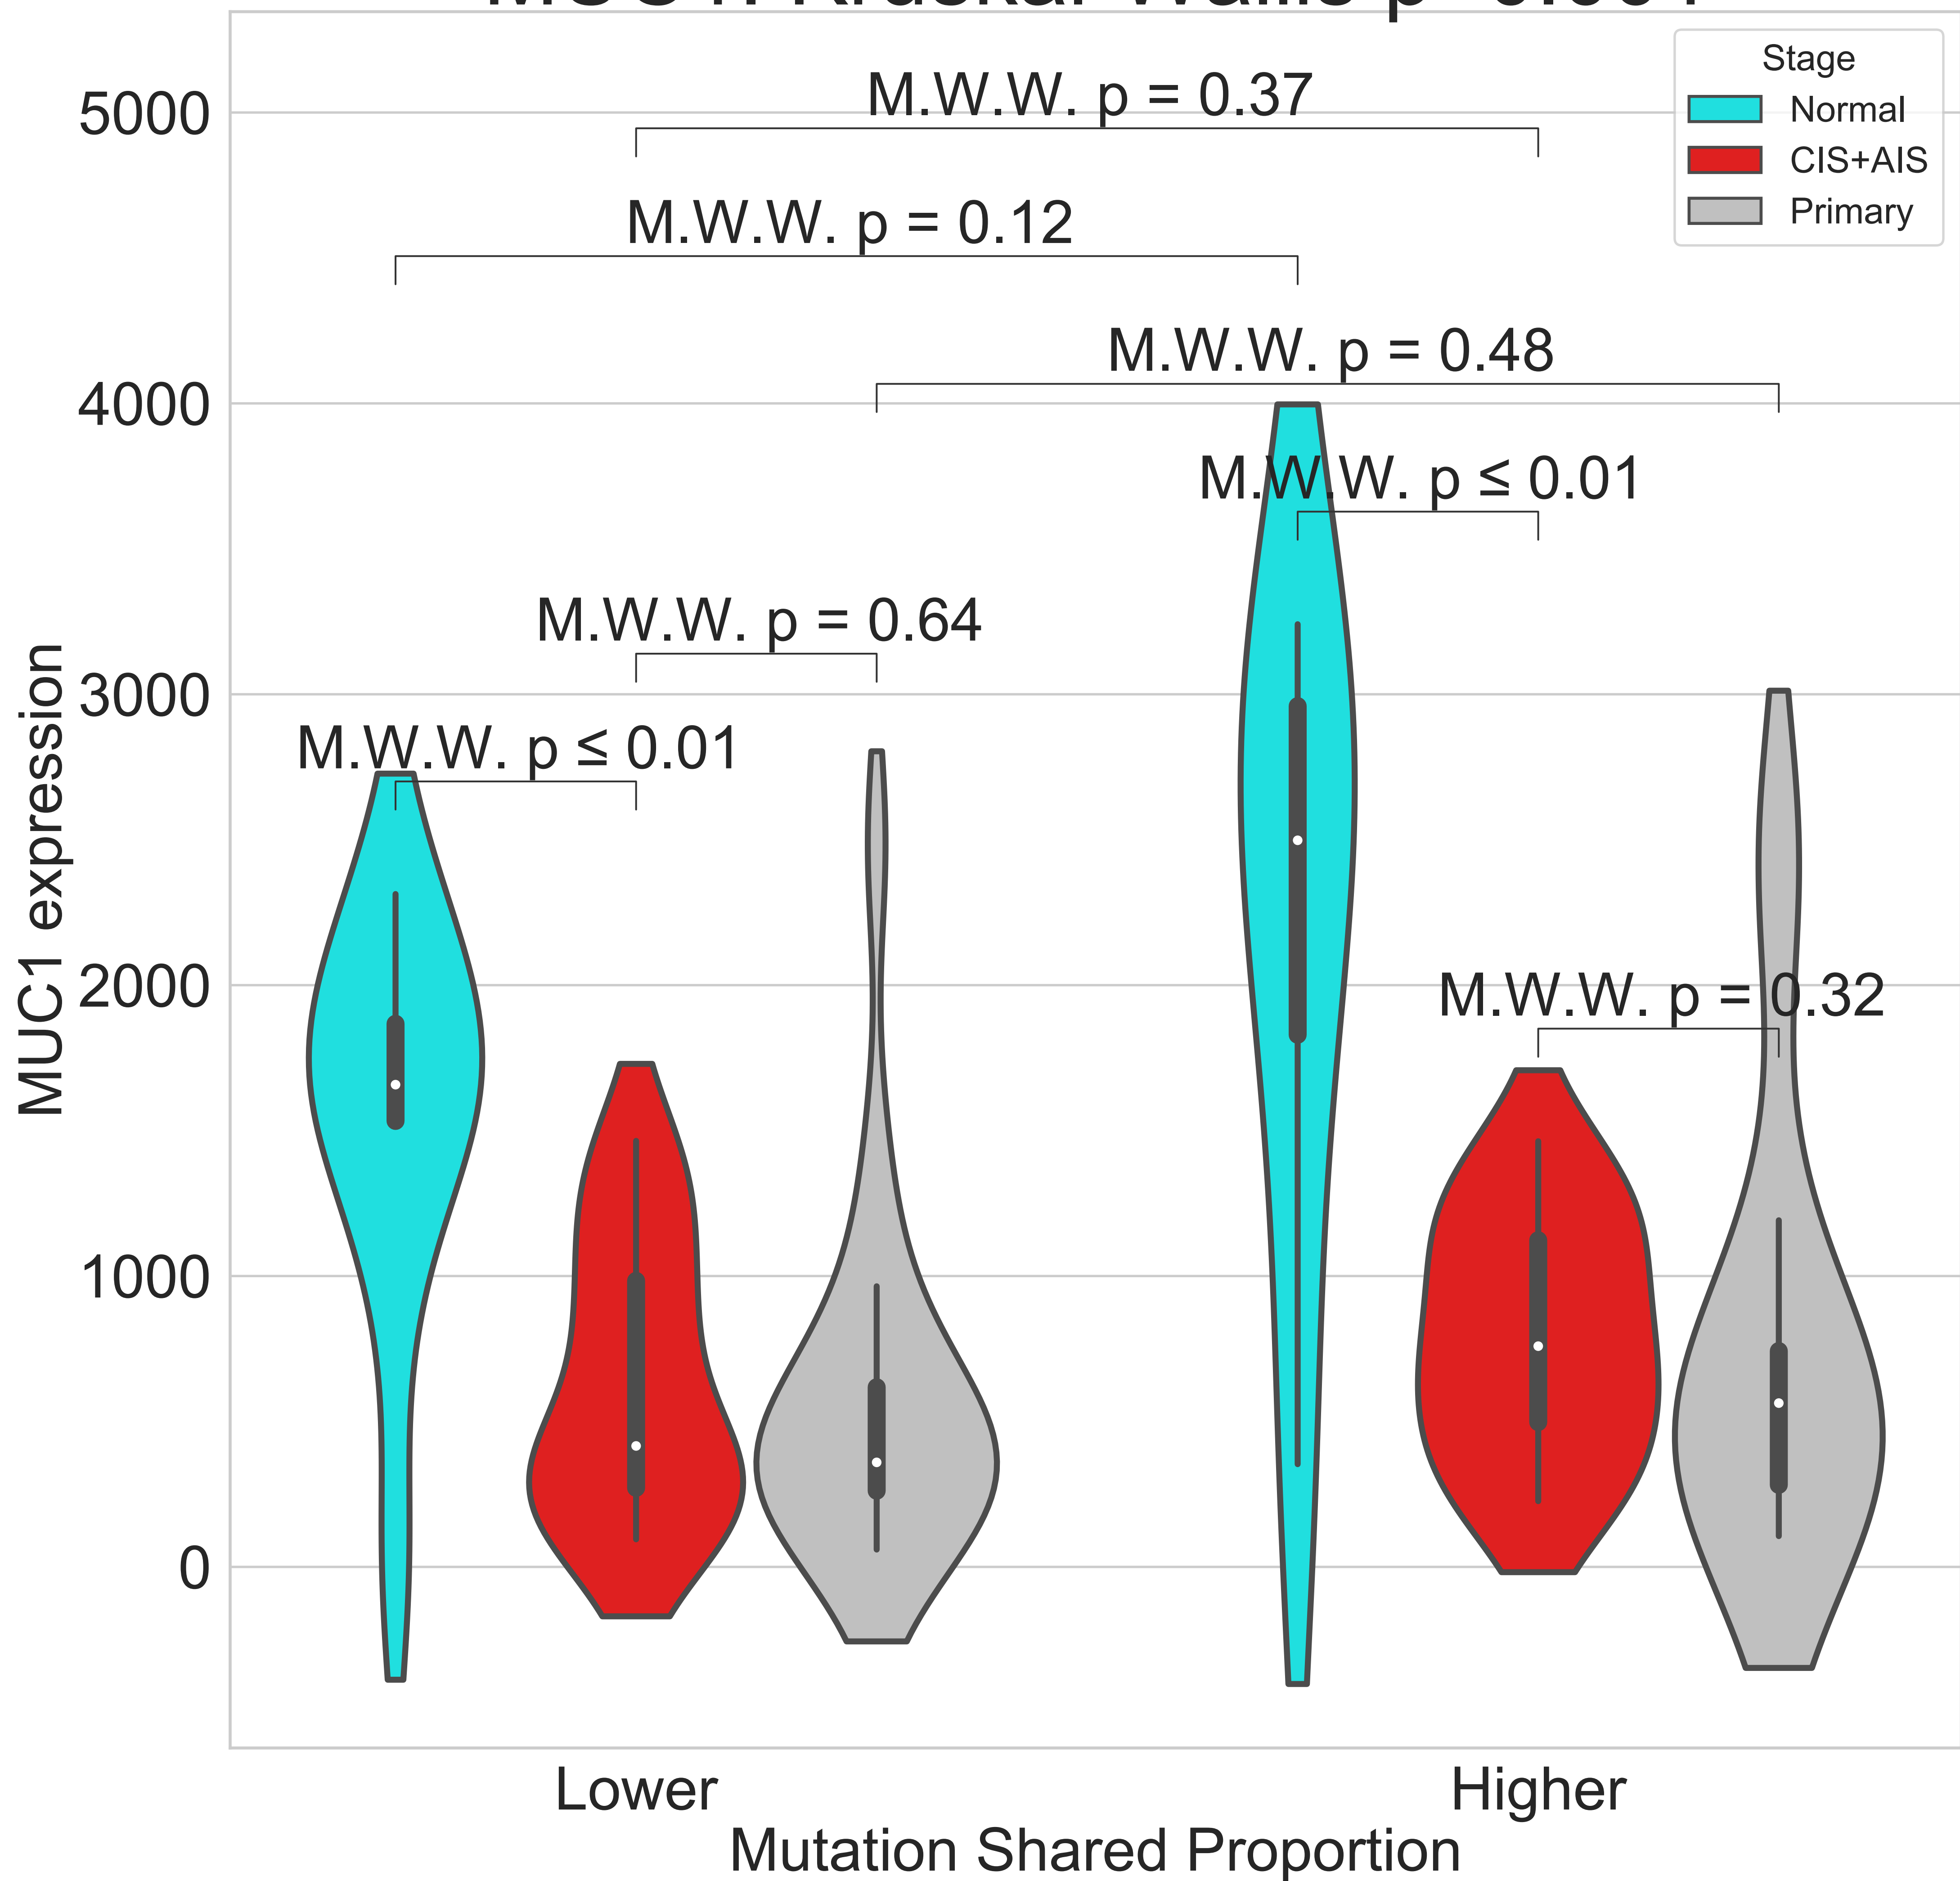 Stage
Normal
CIS+AIS
Primary
M.W.W. p = 0.37
M.W.W. p = 0.12
M.W.W. p = 0.48
M.W.W. p ≤ 0.01
M.W.W. p = 0.64
M.W.W. p ≤ 0.01
M.W.W. p = 0.32
5000
4000
3000
2000
1000
0
MUC1 expression
Lower
Higher
Mutation Shared Proportion